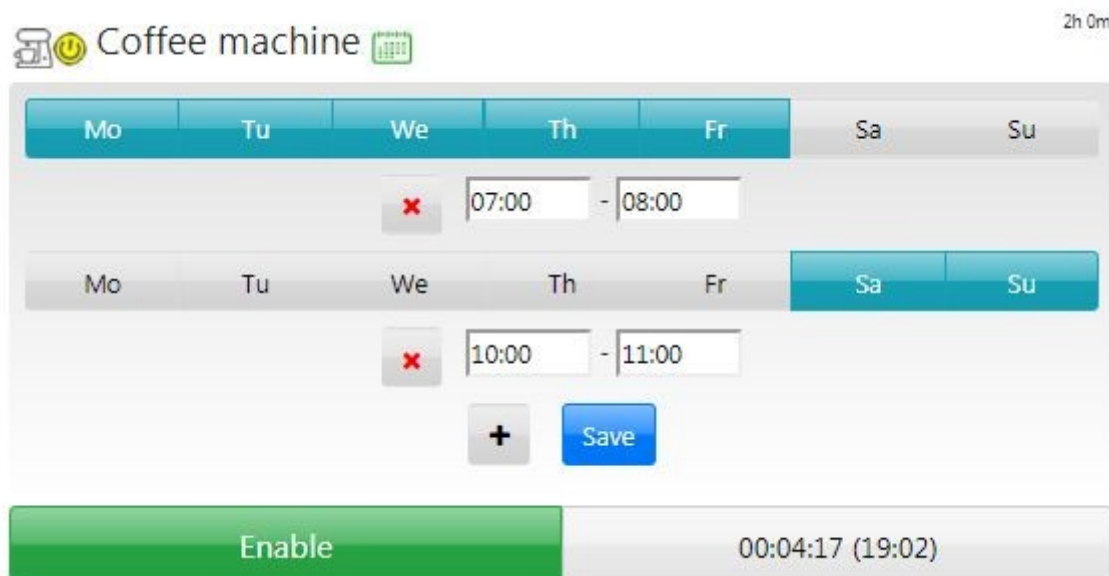 2h 0m
Coffee machine
Mo Tu We Th Fr Sa Su
07:00 - 08:00
Mo Tu We Th Fr Sa Su
10:00 - 11:00
+ Save
Enable 00:04:17 (19:02)